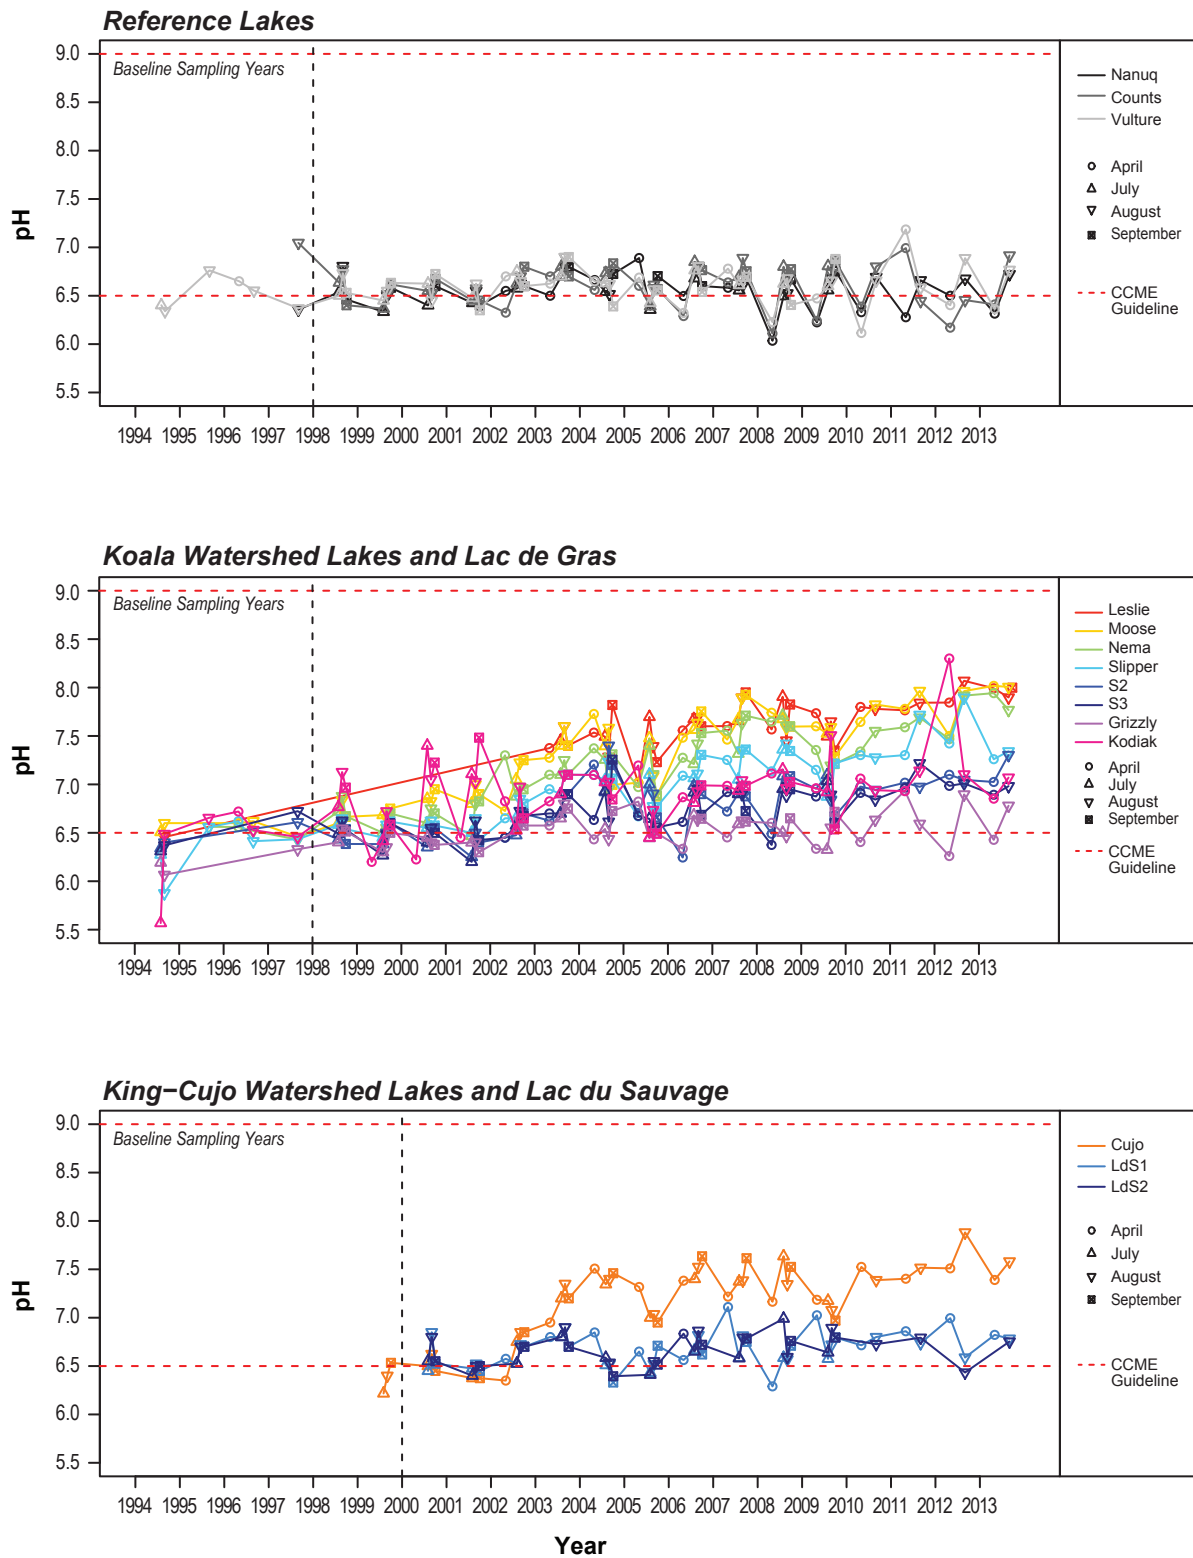 Reference Lakes
9.0
Baseline Sampling Years
8.5
8.0
7.5
7.0
6.5
6.0
5.5
pH
Nanuq
Counts
Vulture
April
July
August
September
CCME
Guideline
1994 1995 1996 1997 1998 1999 2000 2001 2002 2003 2004 2005 2006 2007 2008 2009 2010 2011 2012 2013
Koala Watershed Lakes and Lac de Gras
9.0
Baseline Sampling Years
8.5
8.0
7.5
7.0
6.5
6.0
5.5
pH
Leslie
Moose
Nema
Slipper
S2
S3
Grizzly
Kodiak
April
July
August
September
CCME
Guideline
1994 1995 1996 1997 1998 1999 2000 2001 2002 2003 2004 2005 2006 2007 2008 2009 2010 2011 2012 2013
King−Cujo Watershed Lakes and Lac du Sauvage
9.0
Baseline Sampling Years
8.5
8.0
7.5
7.0
6.5
6.0
5.5
pH
Cujo
LdS1
LdS2
April
July
August
September
CCME
Guideline
1994 1995 1996 1997 1998 1999 2000 2001 2002 2003 2004 2005 2006 2007 2008 2009 2010 2011 2012 2013
Year